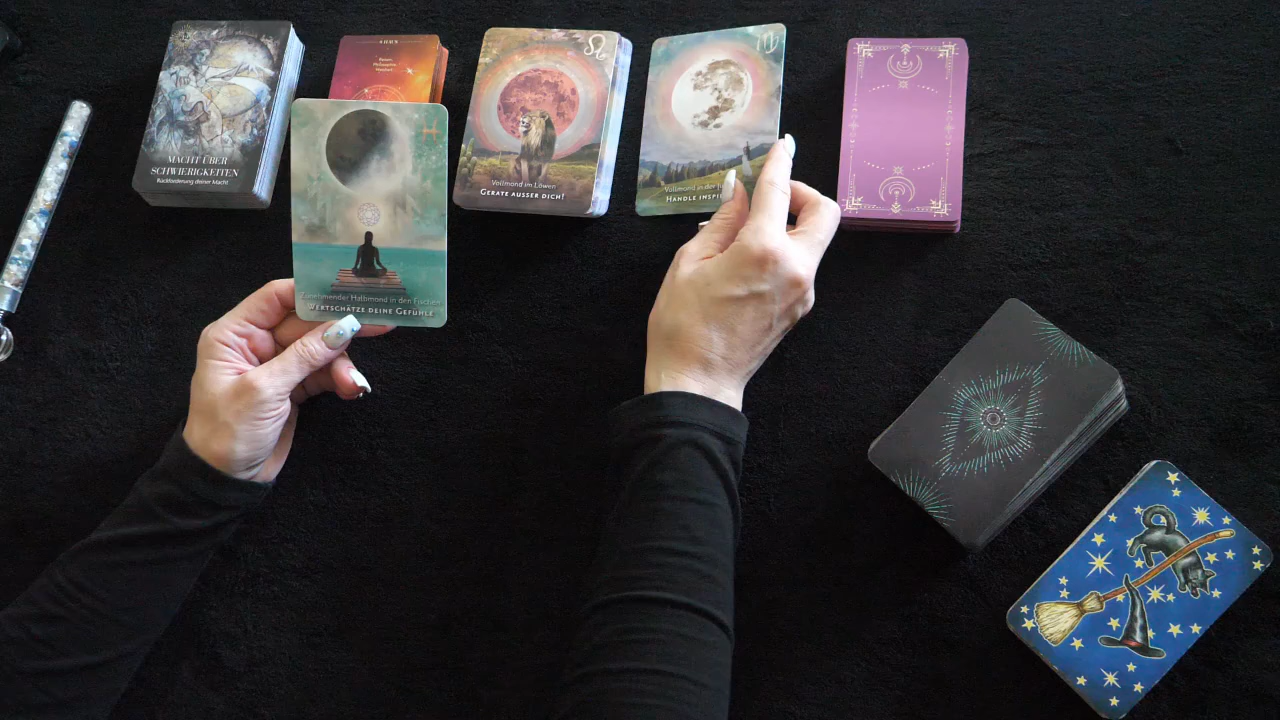 MACHT ÜBER
SCHWIERIGKEITEN
Rückforderung deiner Macht
Zunehmender Halbmond in den Fischen
WERTSCHÄTZE DEINE GEFÜHLE
Vollmond im Löwen
GERATE AUSSER DICH!
Vollmond in der
HANDLE